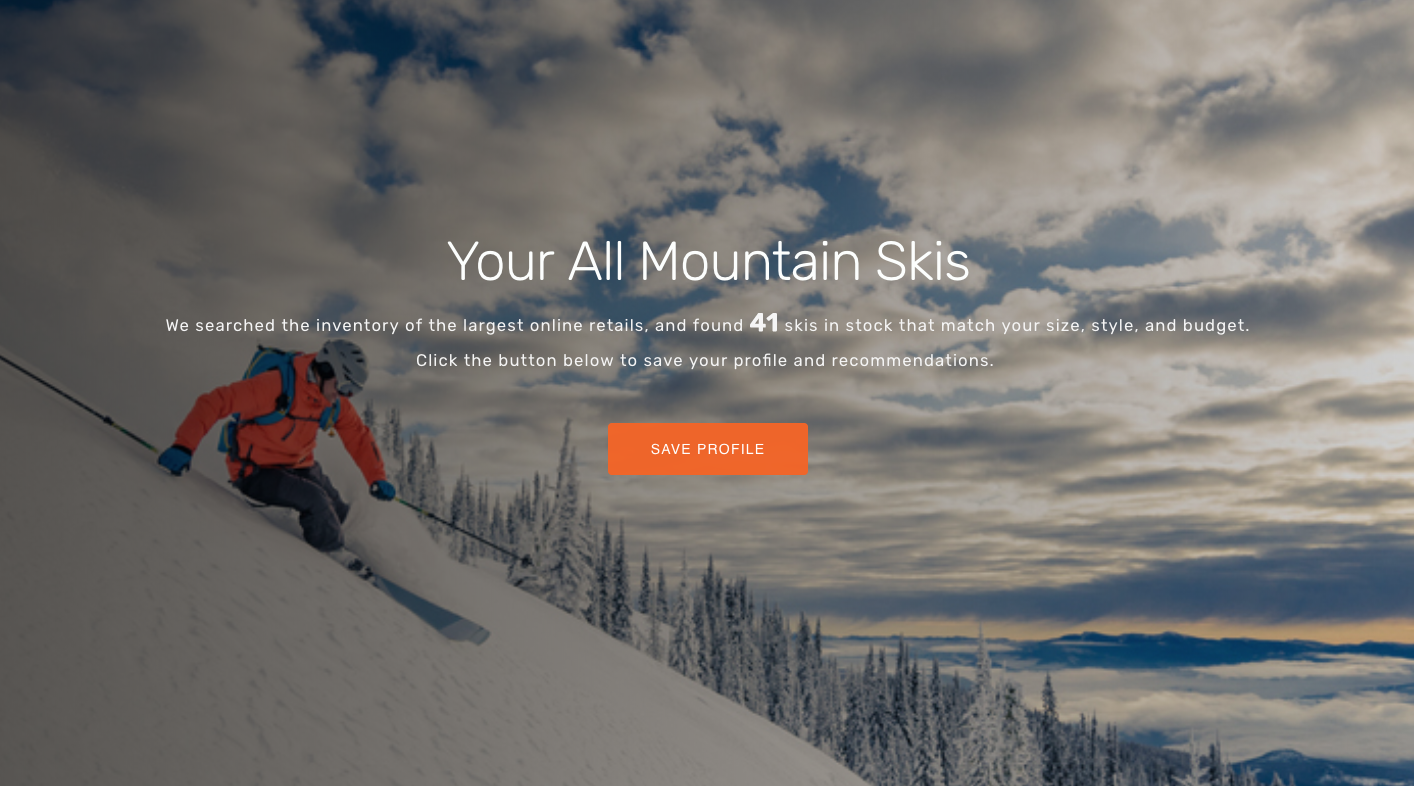 Your All Mountain Skis
We searched the inventory of the largest online retails, and found 41 skis in stock that match your size, style, and budget.
Click the button below to save your profile and recommendations.
SAVE PROFILE